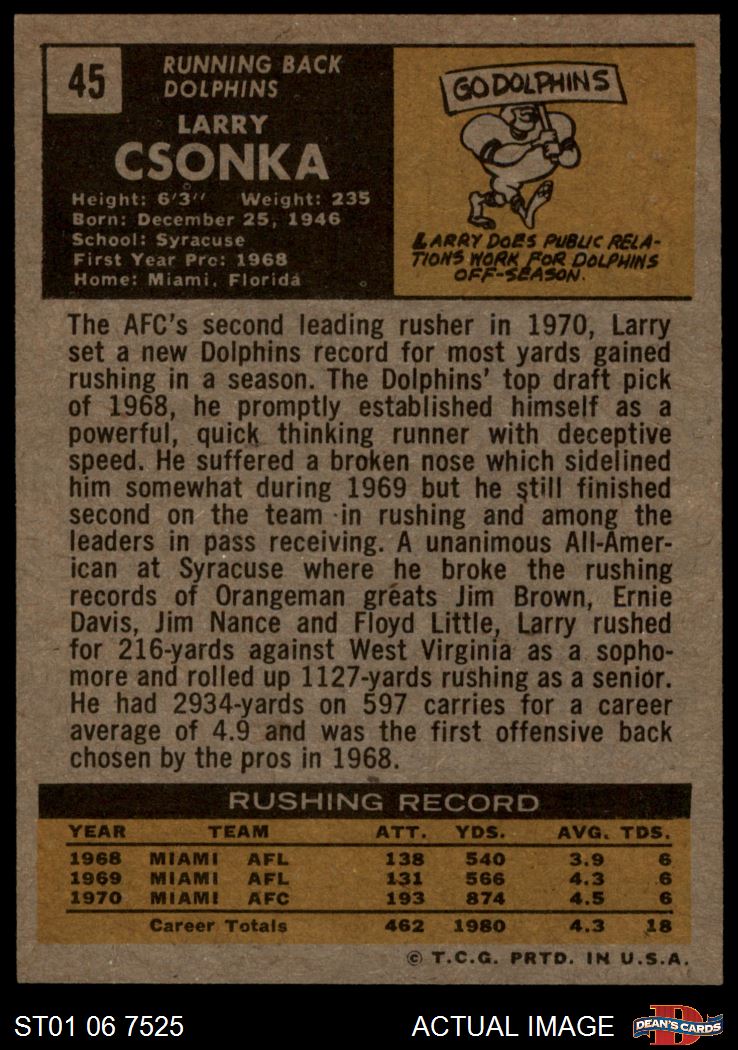 45
RUNNING BACK
DOLPHINS
LARRY
CSONKA
Height: 6'3" Weight: 235
Born: December 25, 1946
School: Syracuse
First Year Pro: 1968
Home: Miami, Florida
GO DOLPHINS
LARRY DOES PUBLIC RELA-
TIONS WORK FOR DOLPHINS
OFF-SEASON.
The AFC's second leading rusher in 1970, Larry
set a new Dolphins record for most yards gained
rushing in a season. The Dolphins' top draft pick
of 1968, he promptly established himself as a
powerful, quick thinking runner with deceptive
speed. He suffered a broken nose which sidelined
him somewhat during 1969 but he still finished
second on the team in rushing and among the
leaders in pass receiving. A unanimous All-Amer-
ican at Syracuse where he broke the rushing
records of Orangeman greats Jim Brown, Ernie
Davis, Jim Nance and Floyd Little, Larry rushed
for 216-yards against West Virginia as a sopho-
more and rolled up 1127-yards rushing as a senior.
He had 2934-yards on 597 carries for a career
average of 4.9 and was the first offensive back
chosen by the pros in 1968.
RUSHING RECORD
YEAR TEAM ATT. YDS. AVG. TDS.
1968 MIAMI AFL 138 540 3.9 6
1969 MIAMI AFL 131 566 4.3 6
1970 MIAMI AFC 193 874 4.5 6
Career Totals 462 1980 4.3 18
© T.C.G. PRTD. IN U.S.A.
ST01 06 7525
ACTUAL IMAGE
D
DEAN'S CARDS